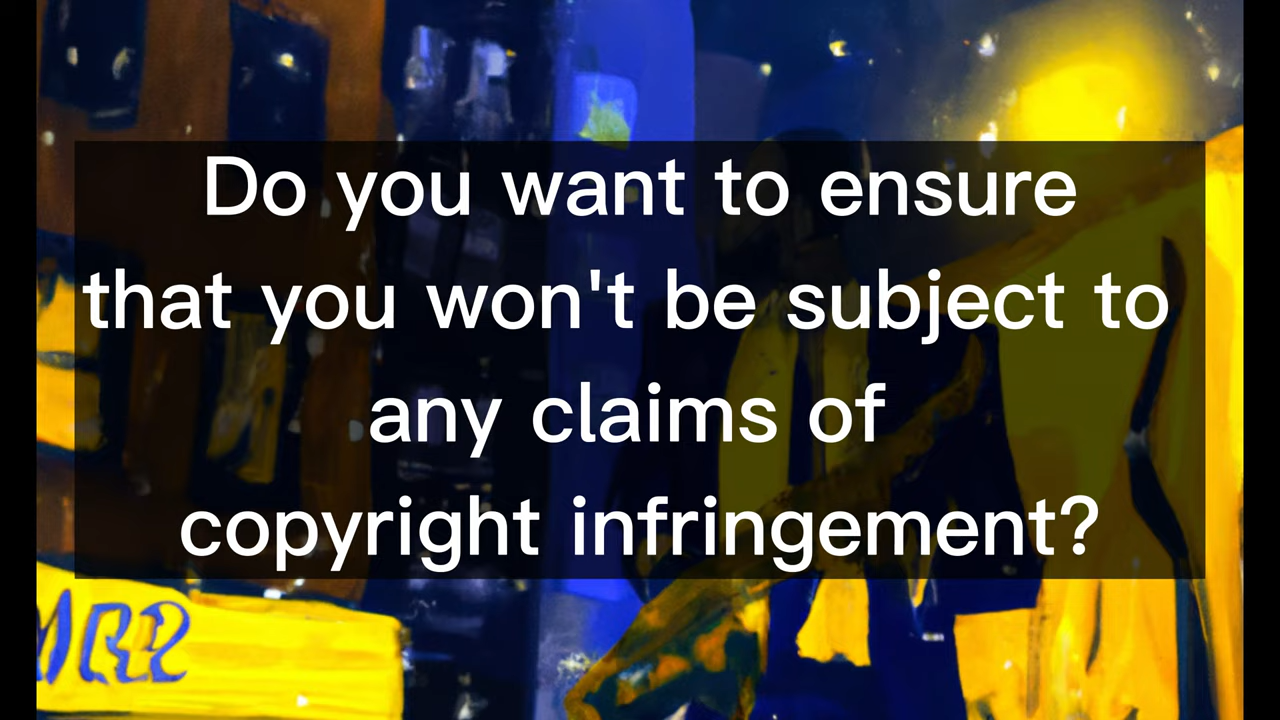 Do you want to ensure
that you won't be subject to
any claims of
copyright infringement?